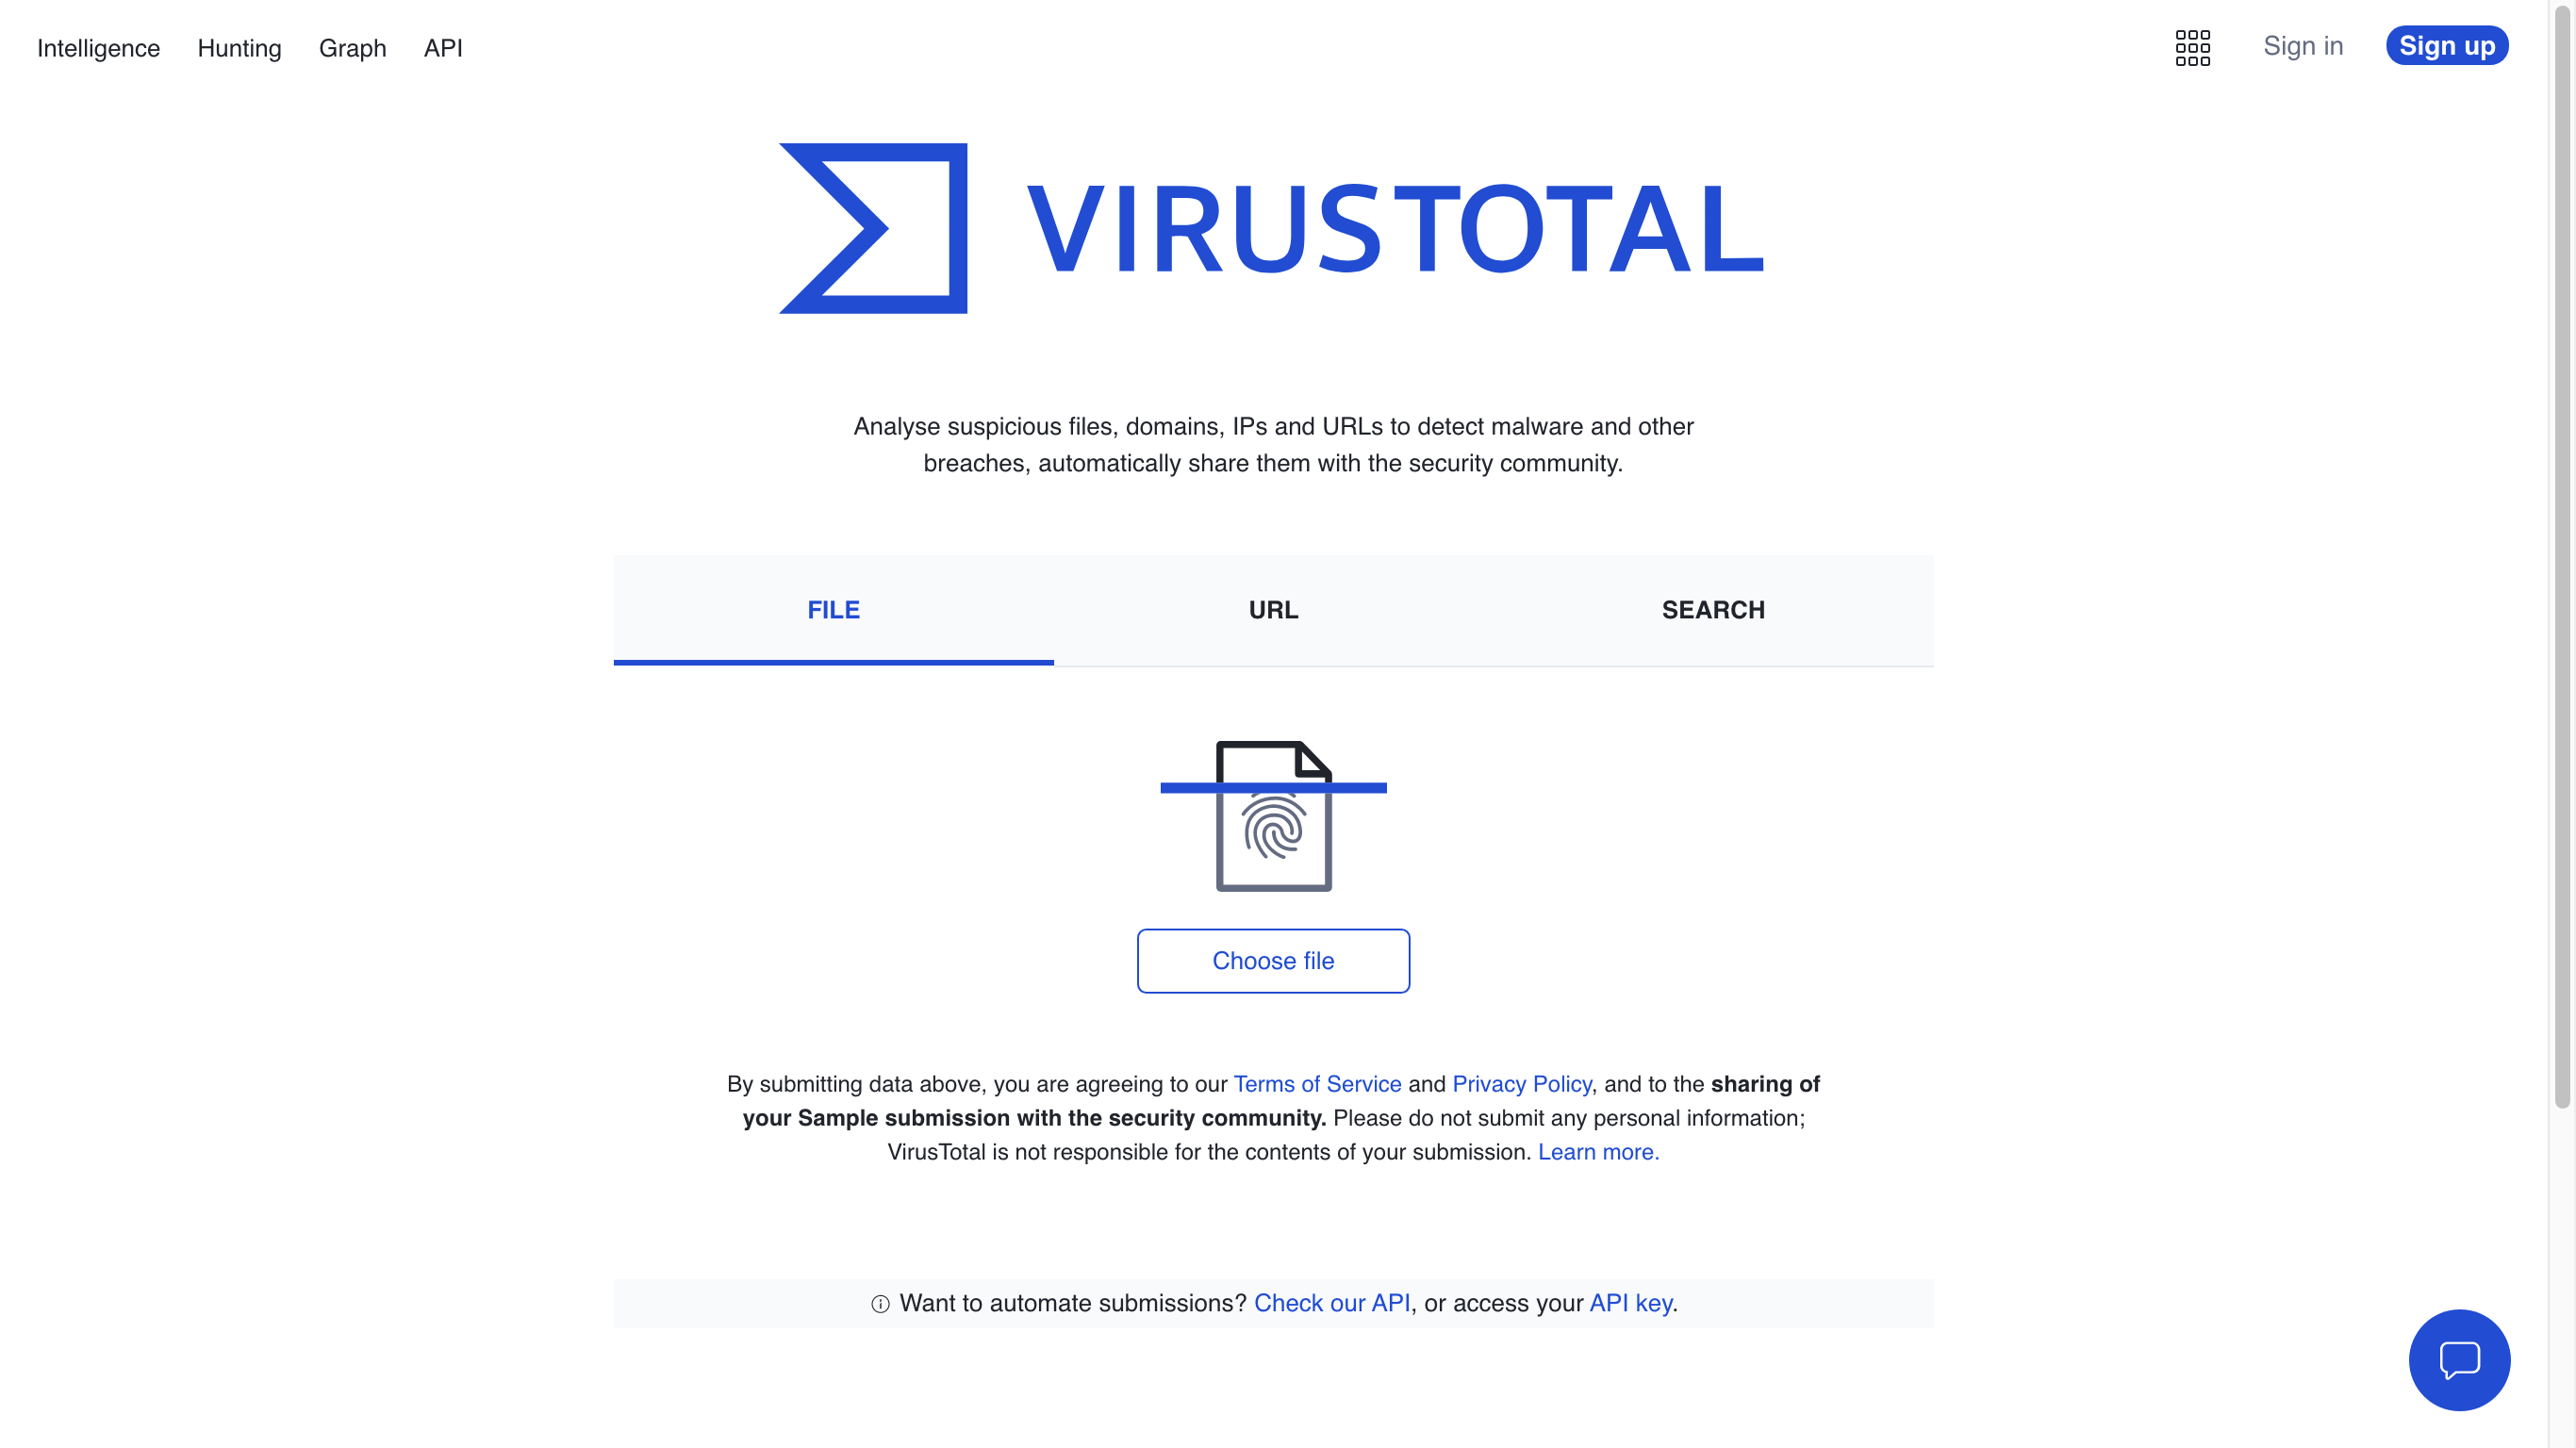 Intelligence Hunting Graph API Sign in Sign up
VIRUSTOTAL
Analyse suspicious files, domains, IPs and URLs to detect malware and other
breaches, automatically share them with the security community.
FILE URL SEARCH
Choose file
By submitting data above, you are agreeing to our Terms of Service and Privacy Policy, and to the sharing of
your Sample submission with the security community. Please do not submit any personal information;
VirusTotal is not responsible for the contents of your submission. Learn more.
Want to automate submissions? Check our API, or access your API key.